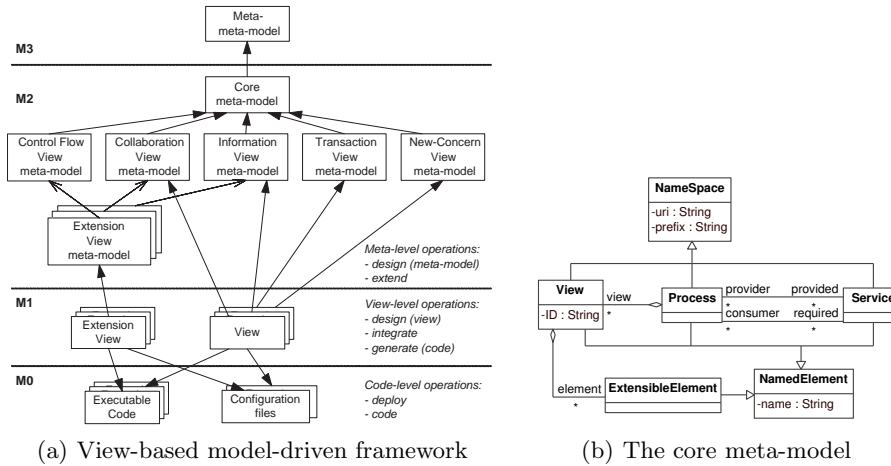 Meta-
meta-model
M3
M2
Core
meta-model
Control Flow
View
meta-model
Collaboration
View
meta-model
Information
View
meta-model
Transaction
View
meta-model
New-Concern
View
meta-model
Extension
View
meta-model
Meta-level operations:
- design (meta-model)
- extend
M1
Extension
View
View
View-level operations:
- design (view)
- integrate
- generate (code)
M0
Executable
Code
Configuration
files
Code-level operations:
- deploy
- code
(a) View-based model-driven framework
NameSpace
-uri : String
-prefix : String
View
-ID : String
view
*
Process
provider
*
provided
*
consumer
*
required
*
Service
element
*
ExtensibleElement
NamedElement
-name : String
(b) The core meta-model